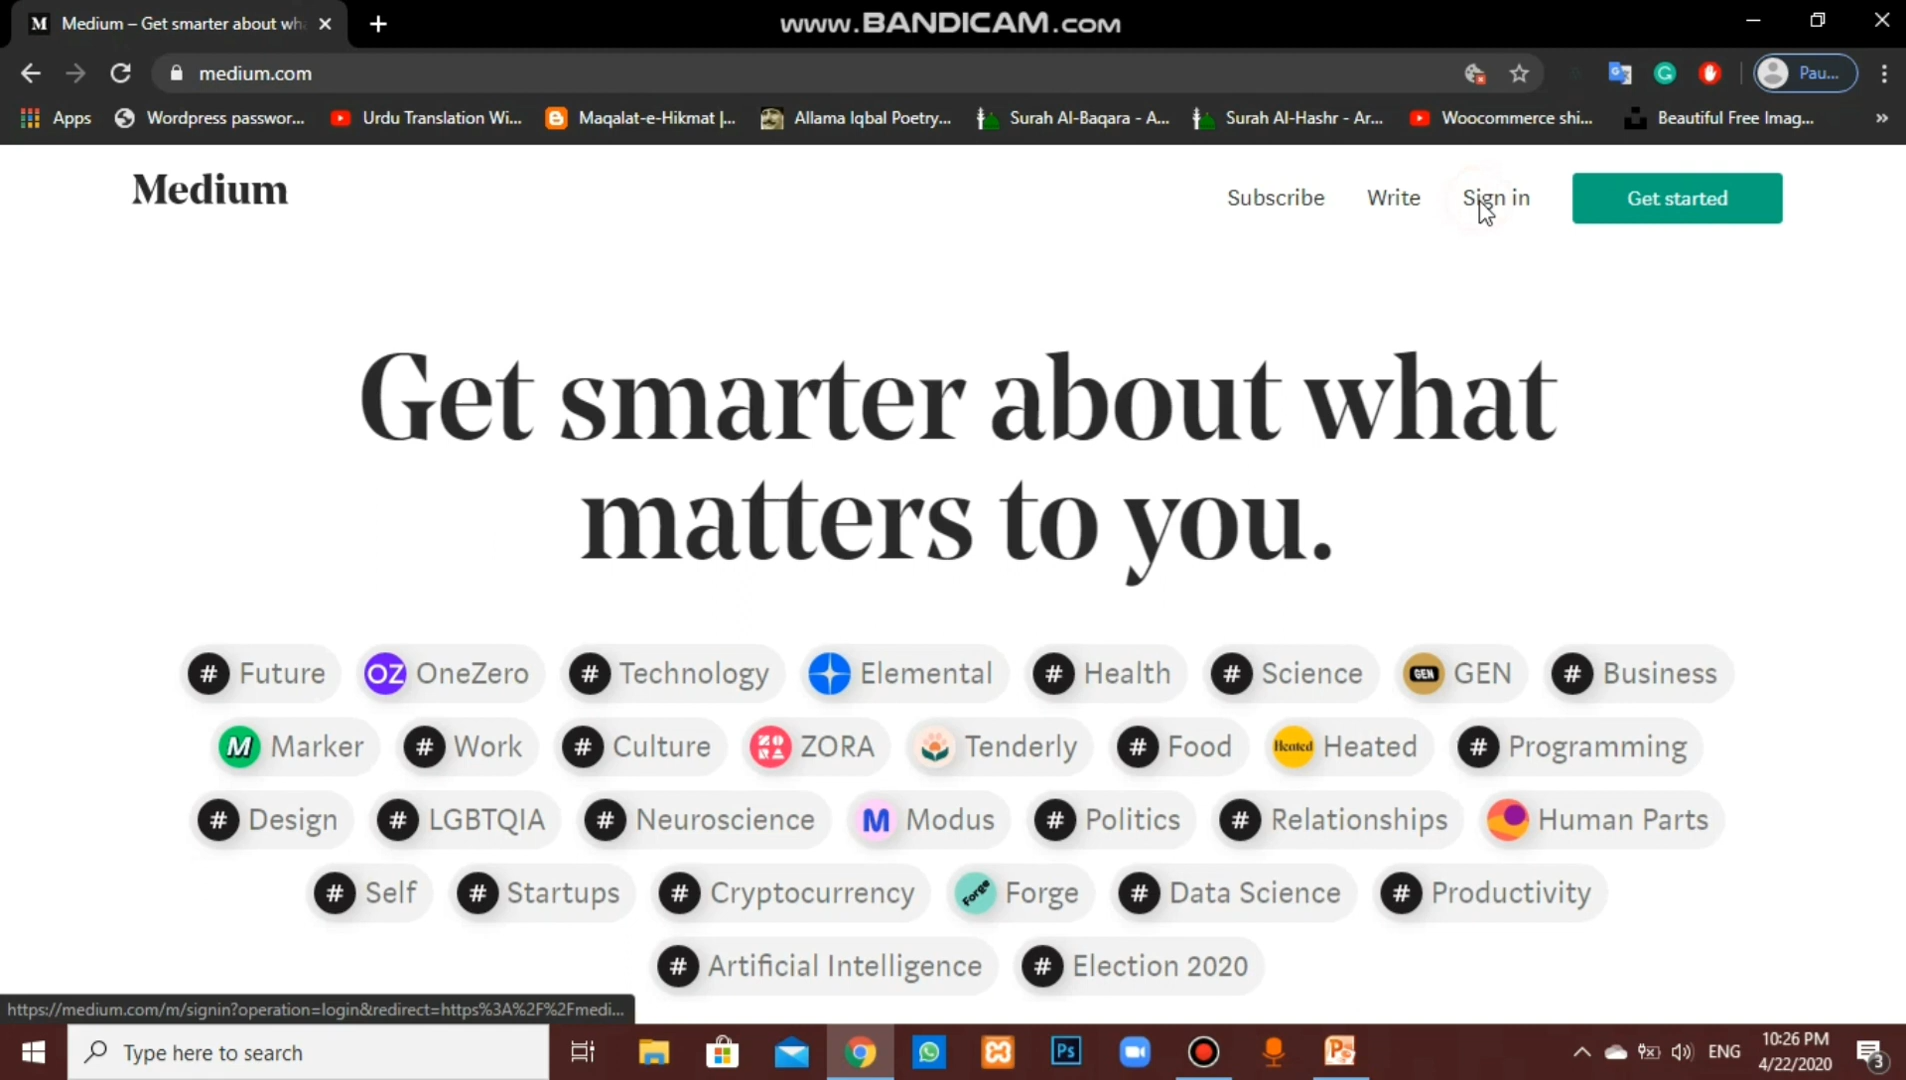 M Medium – Get smarter about wha
www.BANDICAM.com
medium.com
Pau...
Apps
Wordpress passwor...
Urdu Translation Wi...
Maqalat-e-Hikmat |...
Allama Iqbal Poetry...
Surah Al-Baqara - A...
Surah Al-Hashr - Ar...
Woocommerce shi...
Beautiful Free Imag...
»
Medium
Subscribe
Write
Sign in
Get started
Get smarter about what
matters to you.
# Future OZ OneZero # Technology Elemental # Health # Science GEN GEN # Business
M Marker # Work # Culture ZORA ZORA Tenderly # Food Heated Heated # Programming
# Design # LGBTQIA # Neuroscience M Modus # Politics # Relationships Human Parts
# Self # Startups # Cryptocurrency Forge Forge # Data Science # Productivity
# Artificial Intelligence # Election 2020
https://medium.com/m/signin?operation=login&redirect=https%3A%2F%2Fmedi...
Type here to search
Ps
ENG
10:26 PM
4/22/2020
3